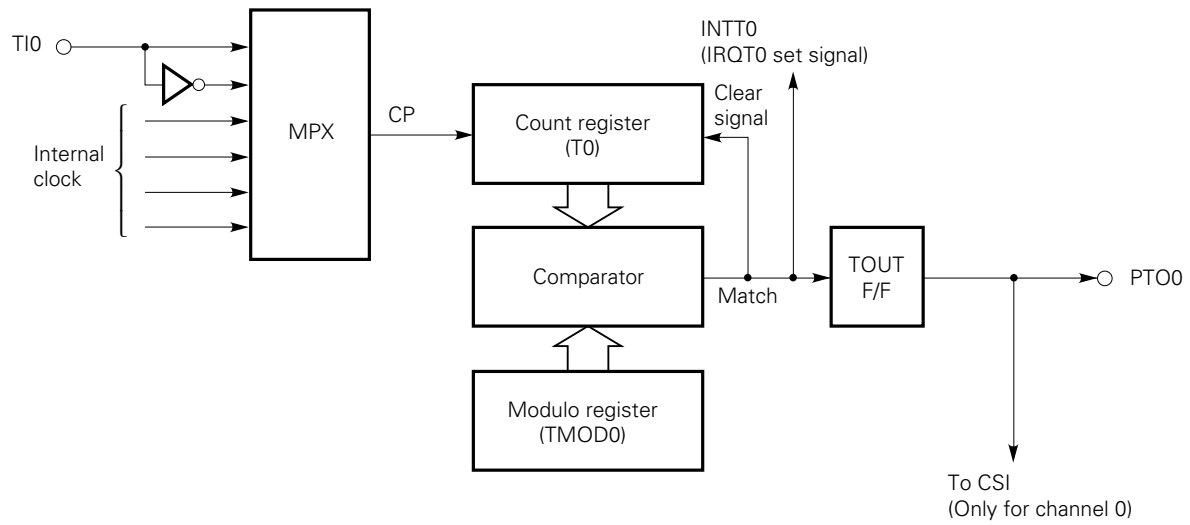 TI0
Internal
clock
MPX
CP
Count register
(T0)
Clear
signal
INTT0
(IRQT0 set signal)
Comparator
Match
TOUT
F/F
PTO0
Modulo register
(TMOD0)
To CSI
(Only for channel 0)